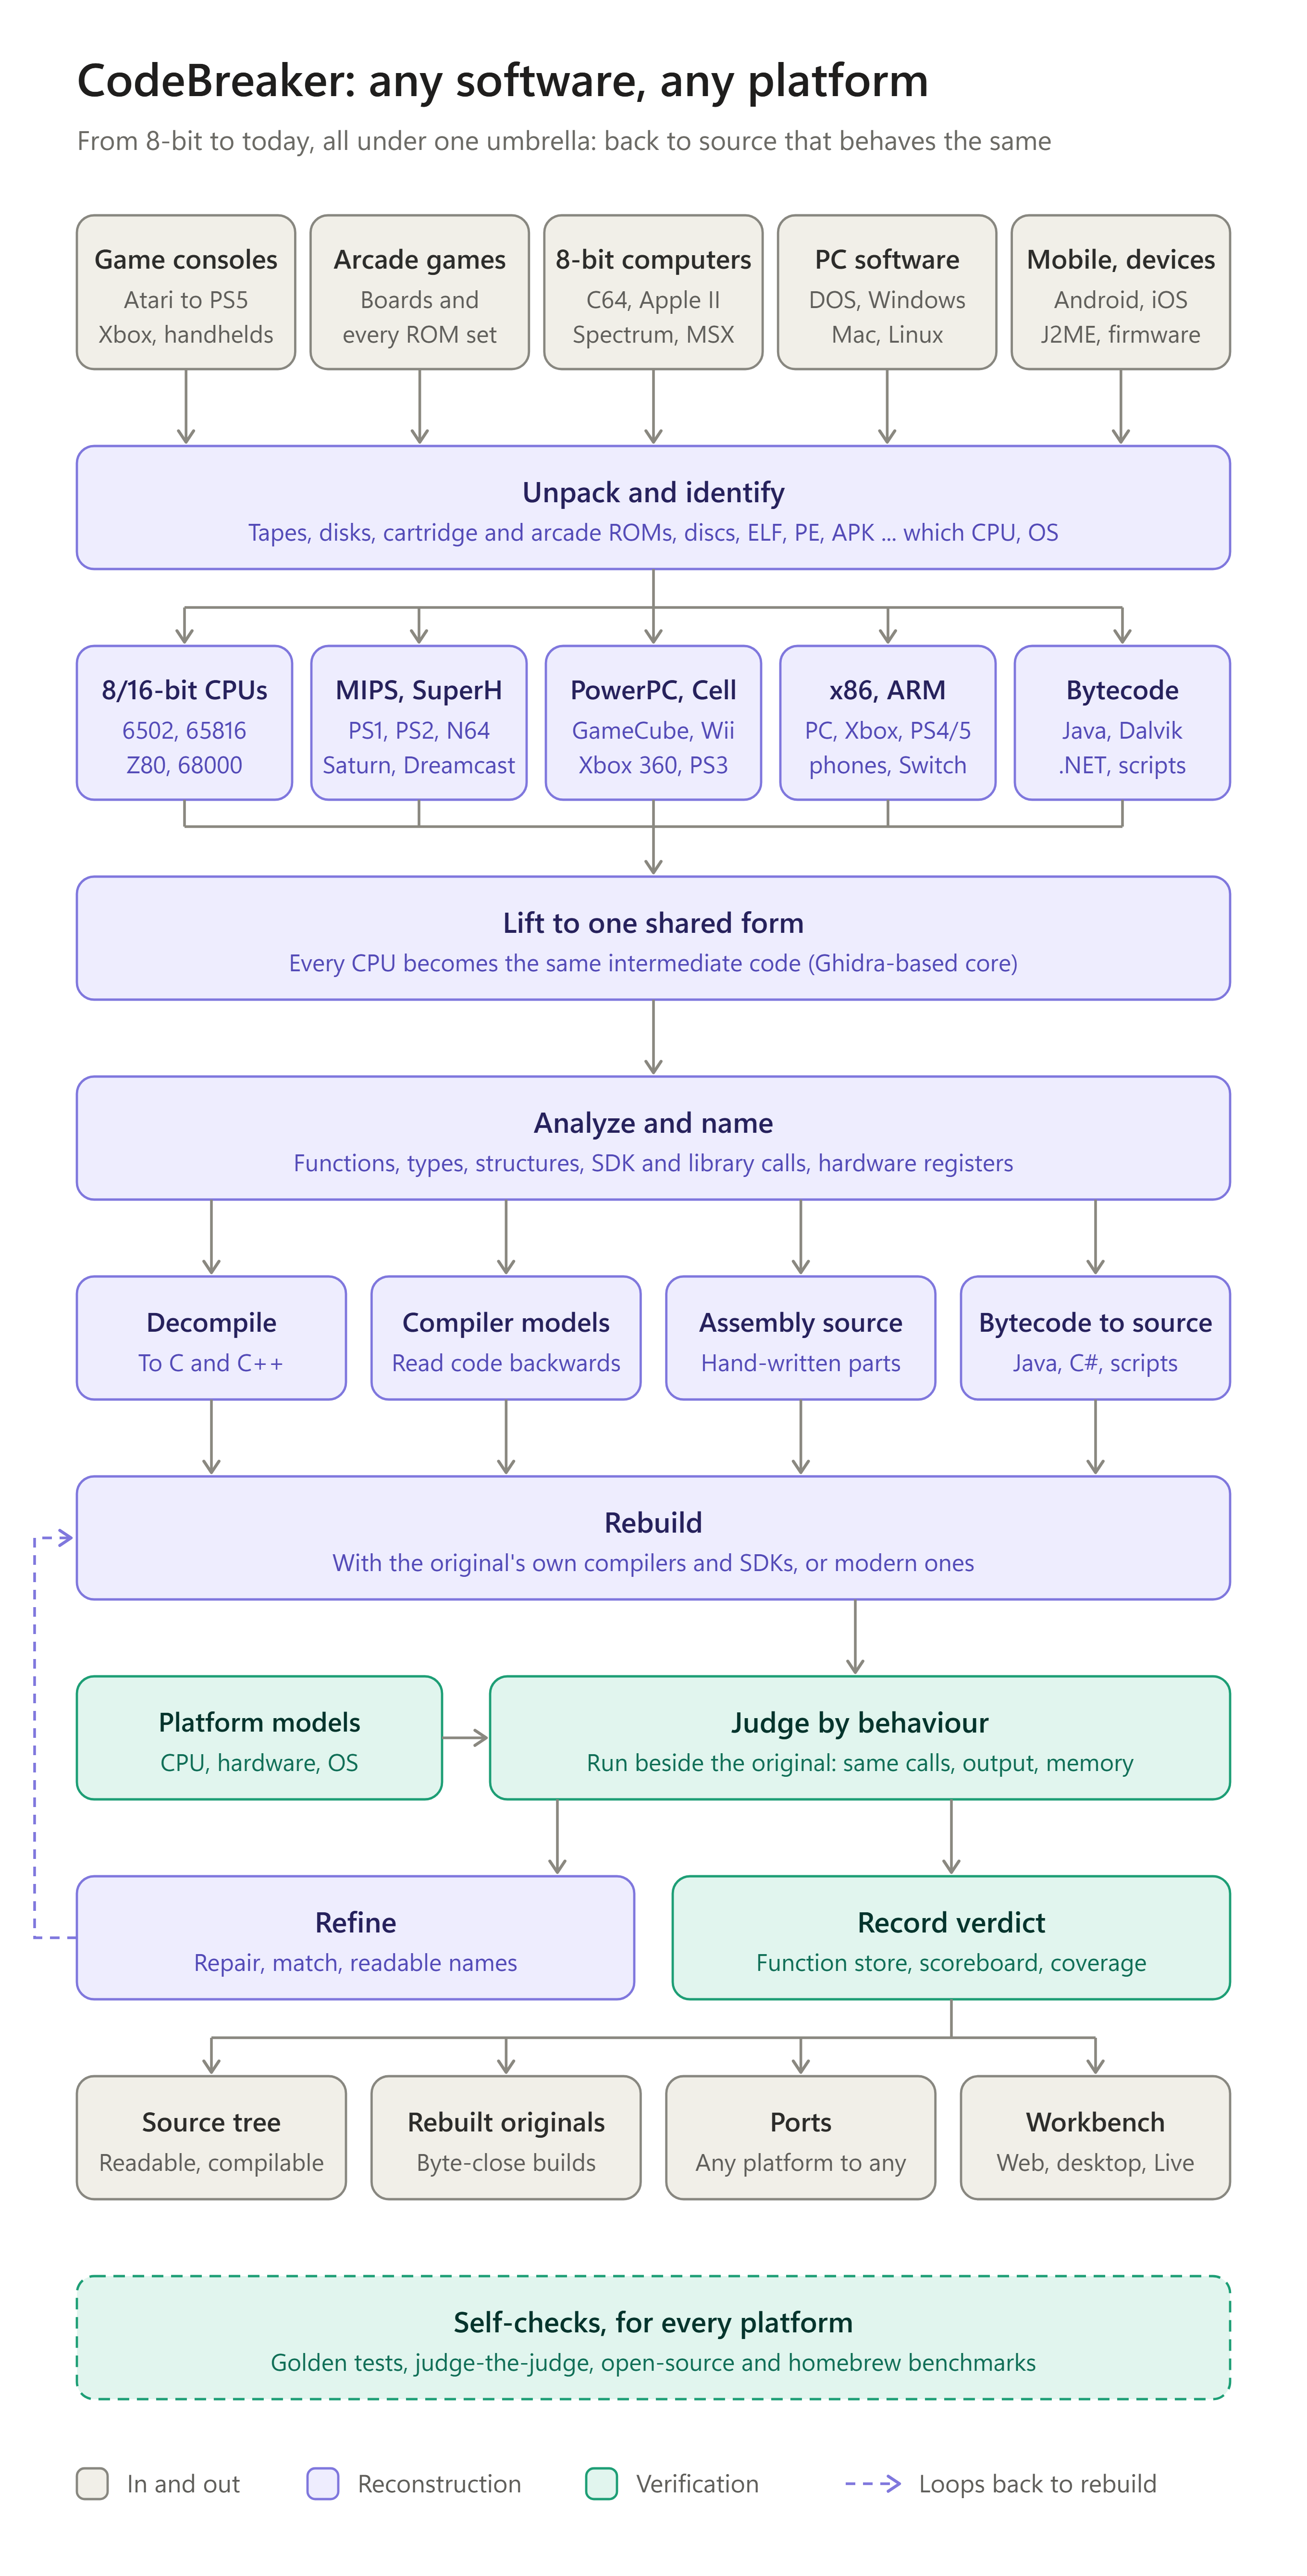 CodeBreaker: any software, any platform
From 8-bit to today, all under one umbrella: back to source that behaves the same
Game consoles
Atari to PS5
Xbox, handhelds
Arcade games
Boards and
every ROM set
8-bit computers
C64, Apple II
Spectrum, MSX
PC software
DOS, Windows
Mac, Linux
Mobile, devices
Android, iOS
J2ME, firmware
Unpack and identify
Tapes, disks, cartridge and arcade ROMs, discs, ELF, PE, APK ... which CPU, OS
8/16-bit CPUs
6502, 65816
Z80, 68000
MIPS, SuperH
PS1, PS2, N64
Saturn, Dreamcast
PowerPC, Cell
GameCube, Wii
Xbox 360, PS3
x86, ARM
PC, Xbox, PS4/5
phones, Switch
Bytecode
Java, Dalvik
.NET, scripts
Lift to one shared form
Every CPU becomes the same intermediate code (Ghidra-based core)
Analyze and name
Functions, types, structures, SDK and library calls, hardware registers
Decompile
To C and C++
Compiler models
Read code backwards
Assembly source
Hand-written parts
Bytecode to source
Java, C#, scripts
Rebuild
With the original's own compilers and SDKs, or modern ones
Platform models
CPU, hardware, OS
Judge by behaviour
Run beside the original: same calls, output, memory
Refine
Repair, match, readable names
Record verdict
Function store, scoreboard, coverage
Source tree
Readable, compilable
Rebuilt originals
Byte-close builds
Ports
Any platform to any
Workbench
Web, desktop, Live
Self-checks, for every platform
Golden tests, judge-the-judge, open-source and homebrew benchmarks
In and out
Reconstruction
Verification
Loops back to rebuild